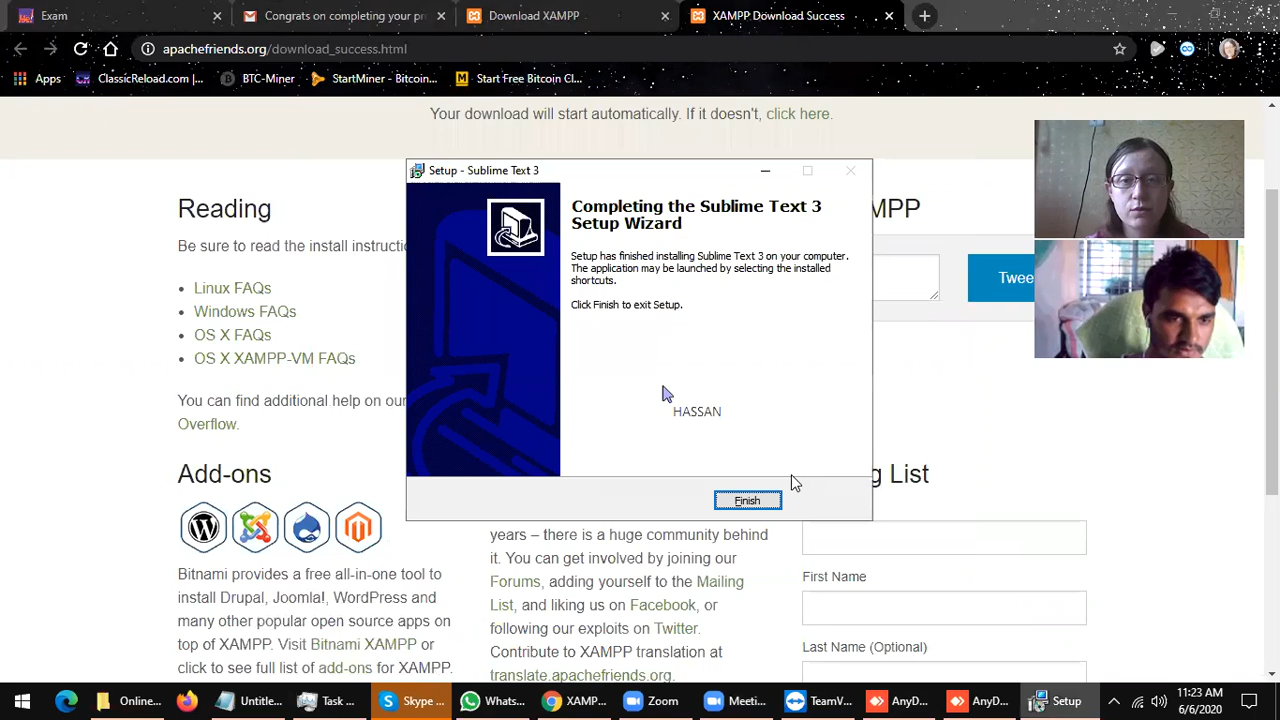 Exam
Congrats on completing your pr
Download XAMPP
XAMPP Download Success
apachefriends.org/download_success.html
Apps
ClassicReload.com |...
BTC-Miner
StartMiner - Bitcoin...
Start Free Bitcoin Cl...
Your download will start automatically. If it doesn't, click here.
Setup - Sublime Text 3
Completing the Sublime Text 3
Setup Wizard
Setup has finished installing Sublime Text 3 on your computer.
The application may be launched by selecting the installed
shortcuts.
Click Finish to exit Setup.
HASSAN
Finish
Reading
Be sure to read the install instructi
Linux FAQs
Windows FAQs
OS X FAQs
OS X XAMPP-VM FAQs
You can find additional help on our
Overflow.
AMPP
Twee
Add-ons
Bitnami provides a free all-in-one tool to
install Drupal, Joomla!, WordPress and
many other popular open source apps on
top of XAMPP. Visit Bitnami XAMPP or
click to see full list of add-ons for XAMPP.
years – there is a huge community behind
it. You can get involved by joining our
Forums, adding yourself to the Mailing
List, and liking us on Facebook, or
following our exploits on Twitter.
Contribute to XAMPP translation at
translate.apachefriends.org.
g List
First Name
Last Name (Optional)
Online...
Untitle...
Task ...
Skype ...
Whats...
XAMP...
Zoom
Meeti...
TeamV...
AnyD...
AnyD...
Setup
11:23 AM
6/6/2020